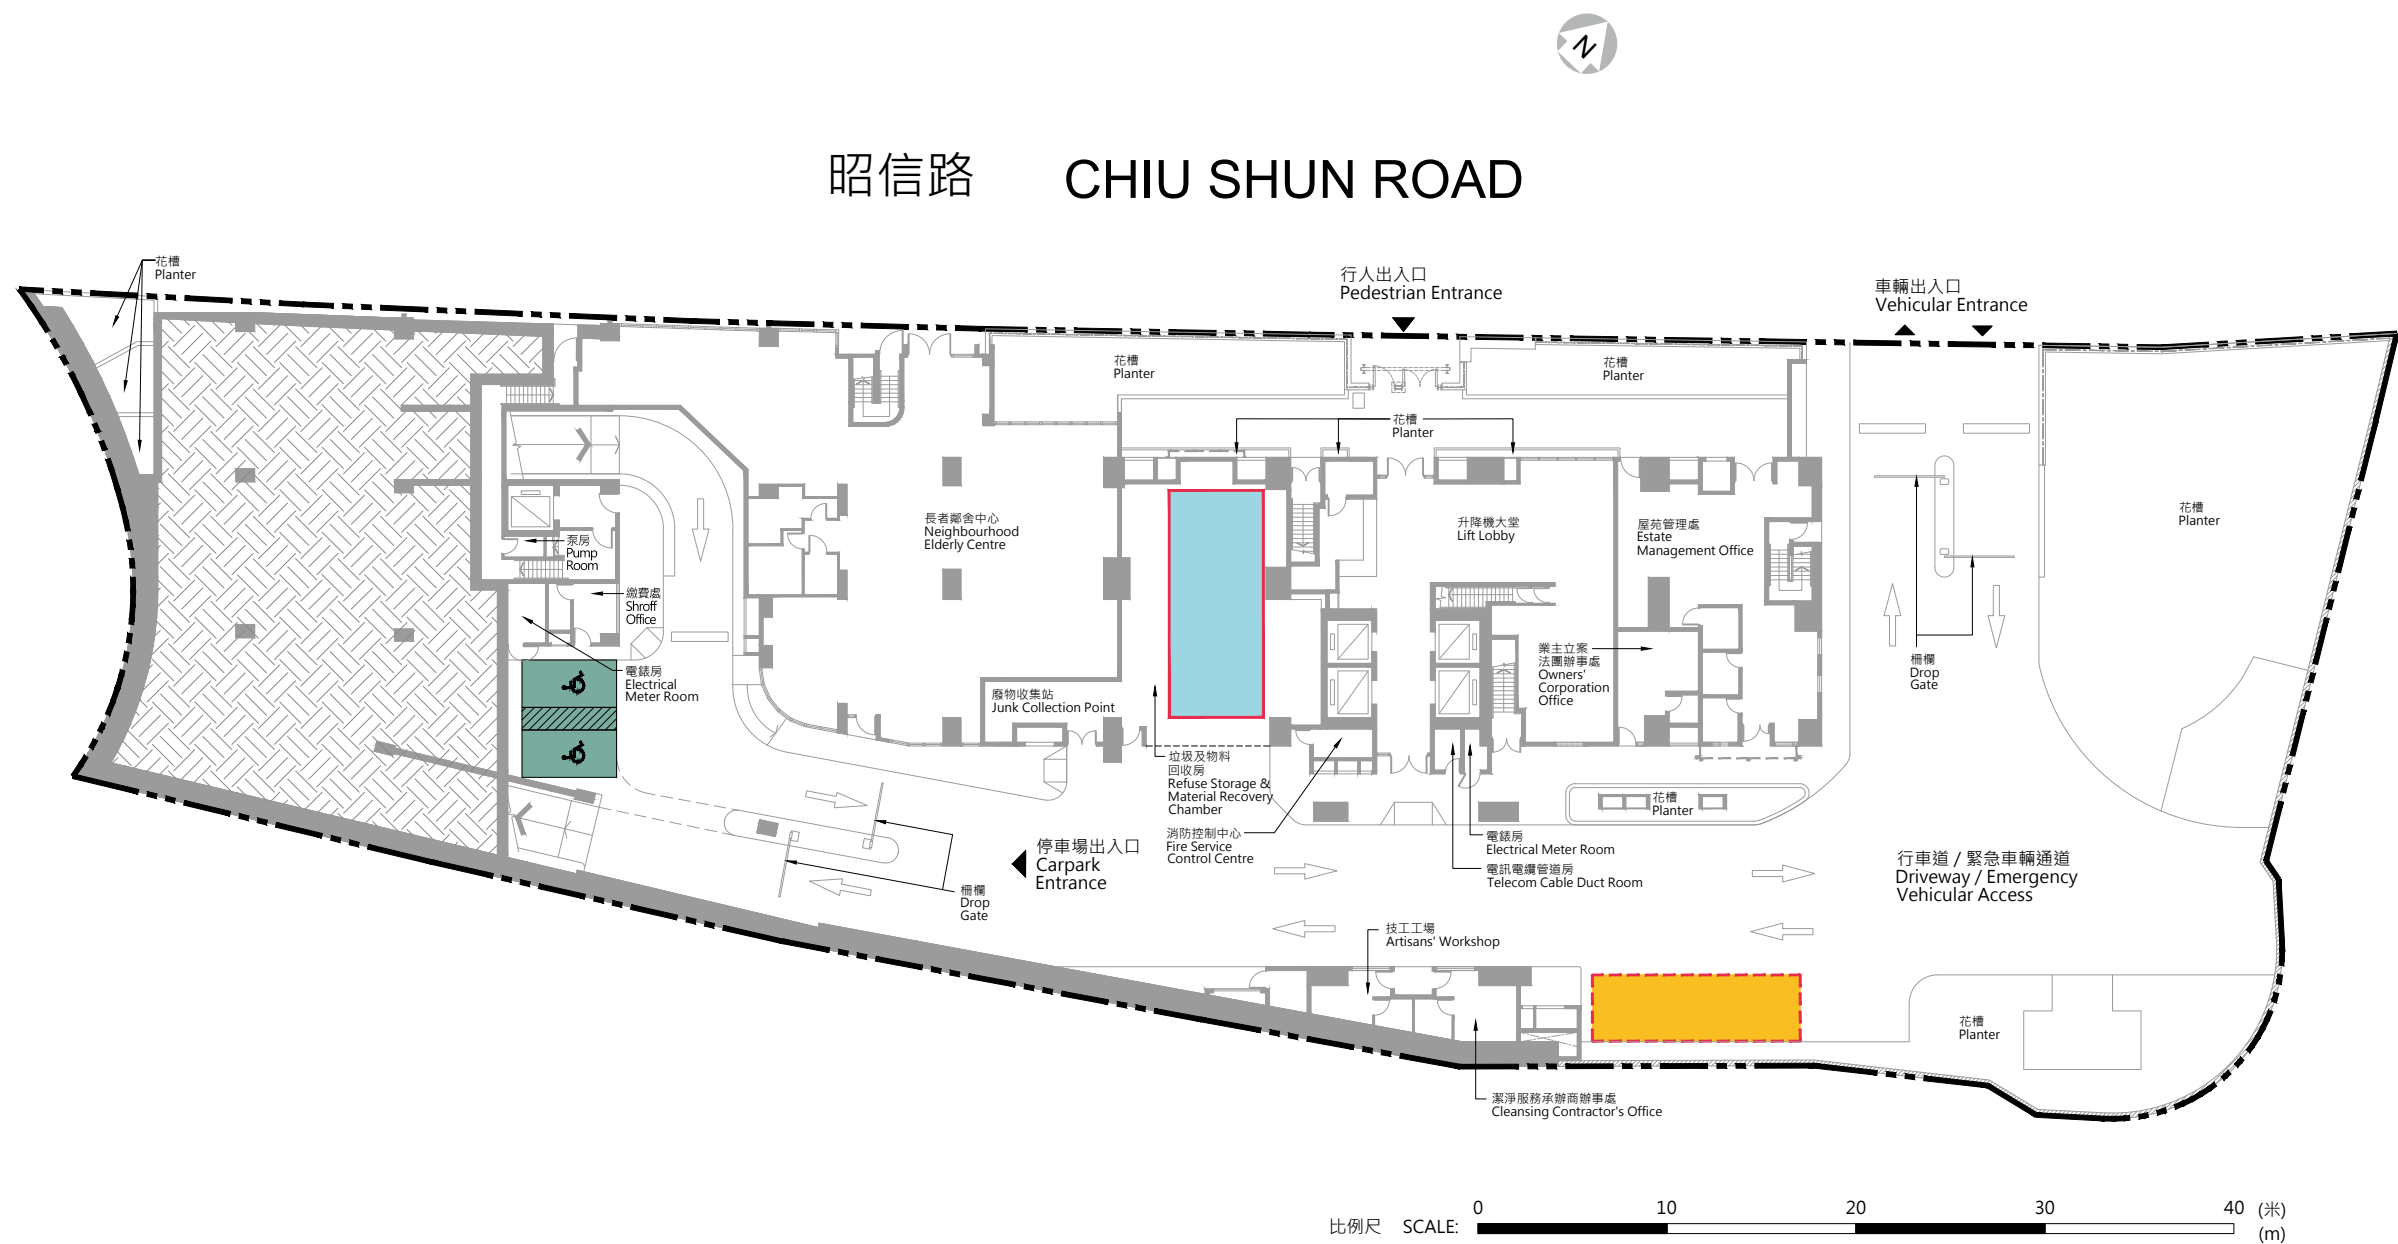 N
昭信路 CHIU SHUN ROAD
花槽
Planter
行人出入口
Pedestrian Entrance
車輛出入口
Vehicular Entrance
花槽
Planter
花槽
Planter
花槽
Planter
長者鄰舍中心
Neighbourhood
Elderly Centre
升降機大堂
Lift Lobby
屋苑管理處
Estate
Management Office
花槽
Planter
泵房
Pump
Room
繳費處
Shroff
Office
電錶房
Electrical
Meter Room
廢物收集站
Junk Collection Point
業主立案
法團辦事處
Owners'
Corporation
Office
柵欄
Drop
Gate
垃圾及物料
回收房
Refuse Storage &
Material Recovery
Chamber
花槽
Planter
消防控制中心
Fire Service
Control Centre
電錶房
Electrical Meter Room
電訊電纜管道房
Telecom Cable Duct Room
停車場出入口
Carpark
Entrance
柵欄
Drop
Gate
行車道 / 緊急車輛通道
Driveway / Emergency
Vehicular Access
技工工場
Artisans' Workshop
花槽
Planter
潔淨服務承辦商辦事處
Cleansing Contractor's Office
比例尺 SCALE: 0 10 20 30 40 (米)
(m)